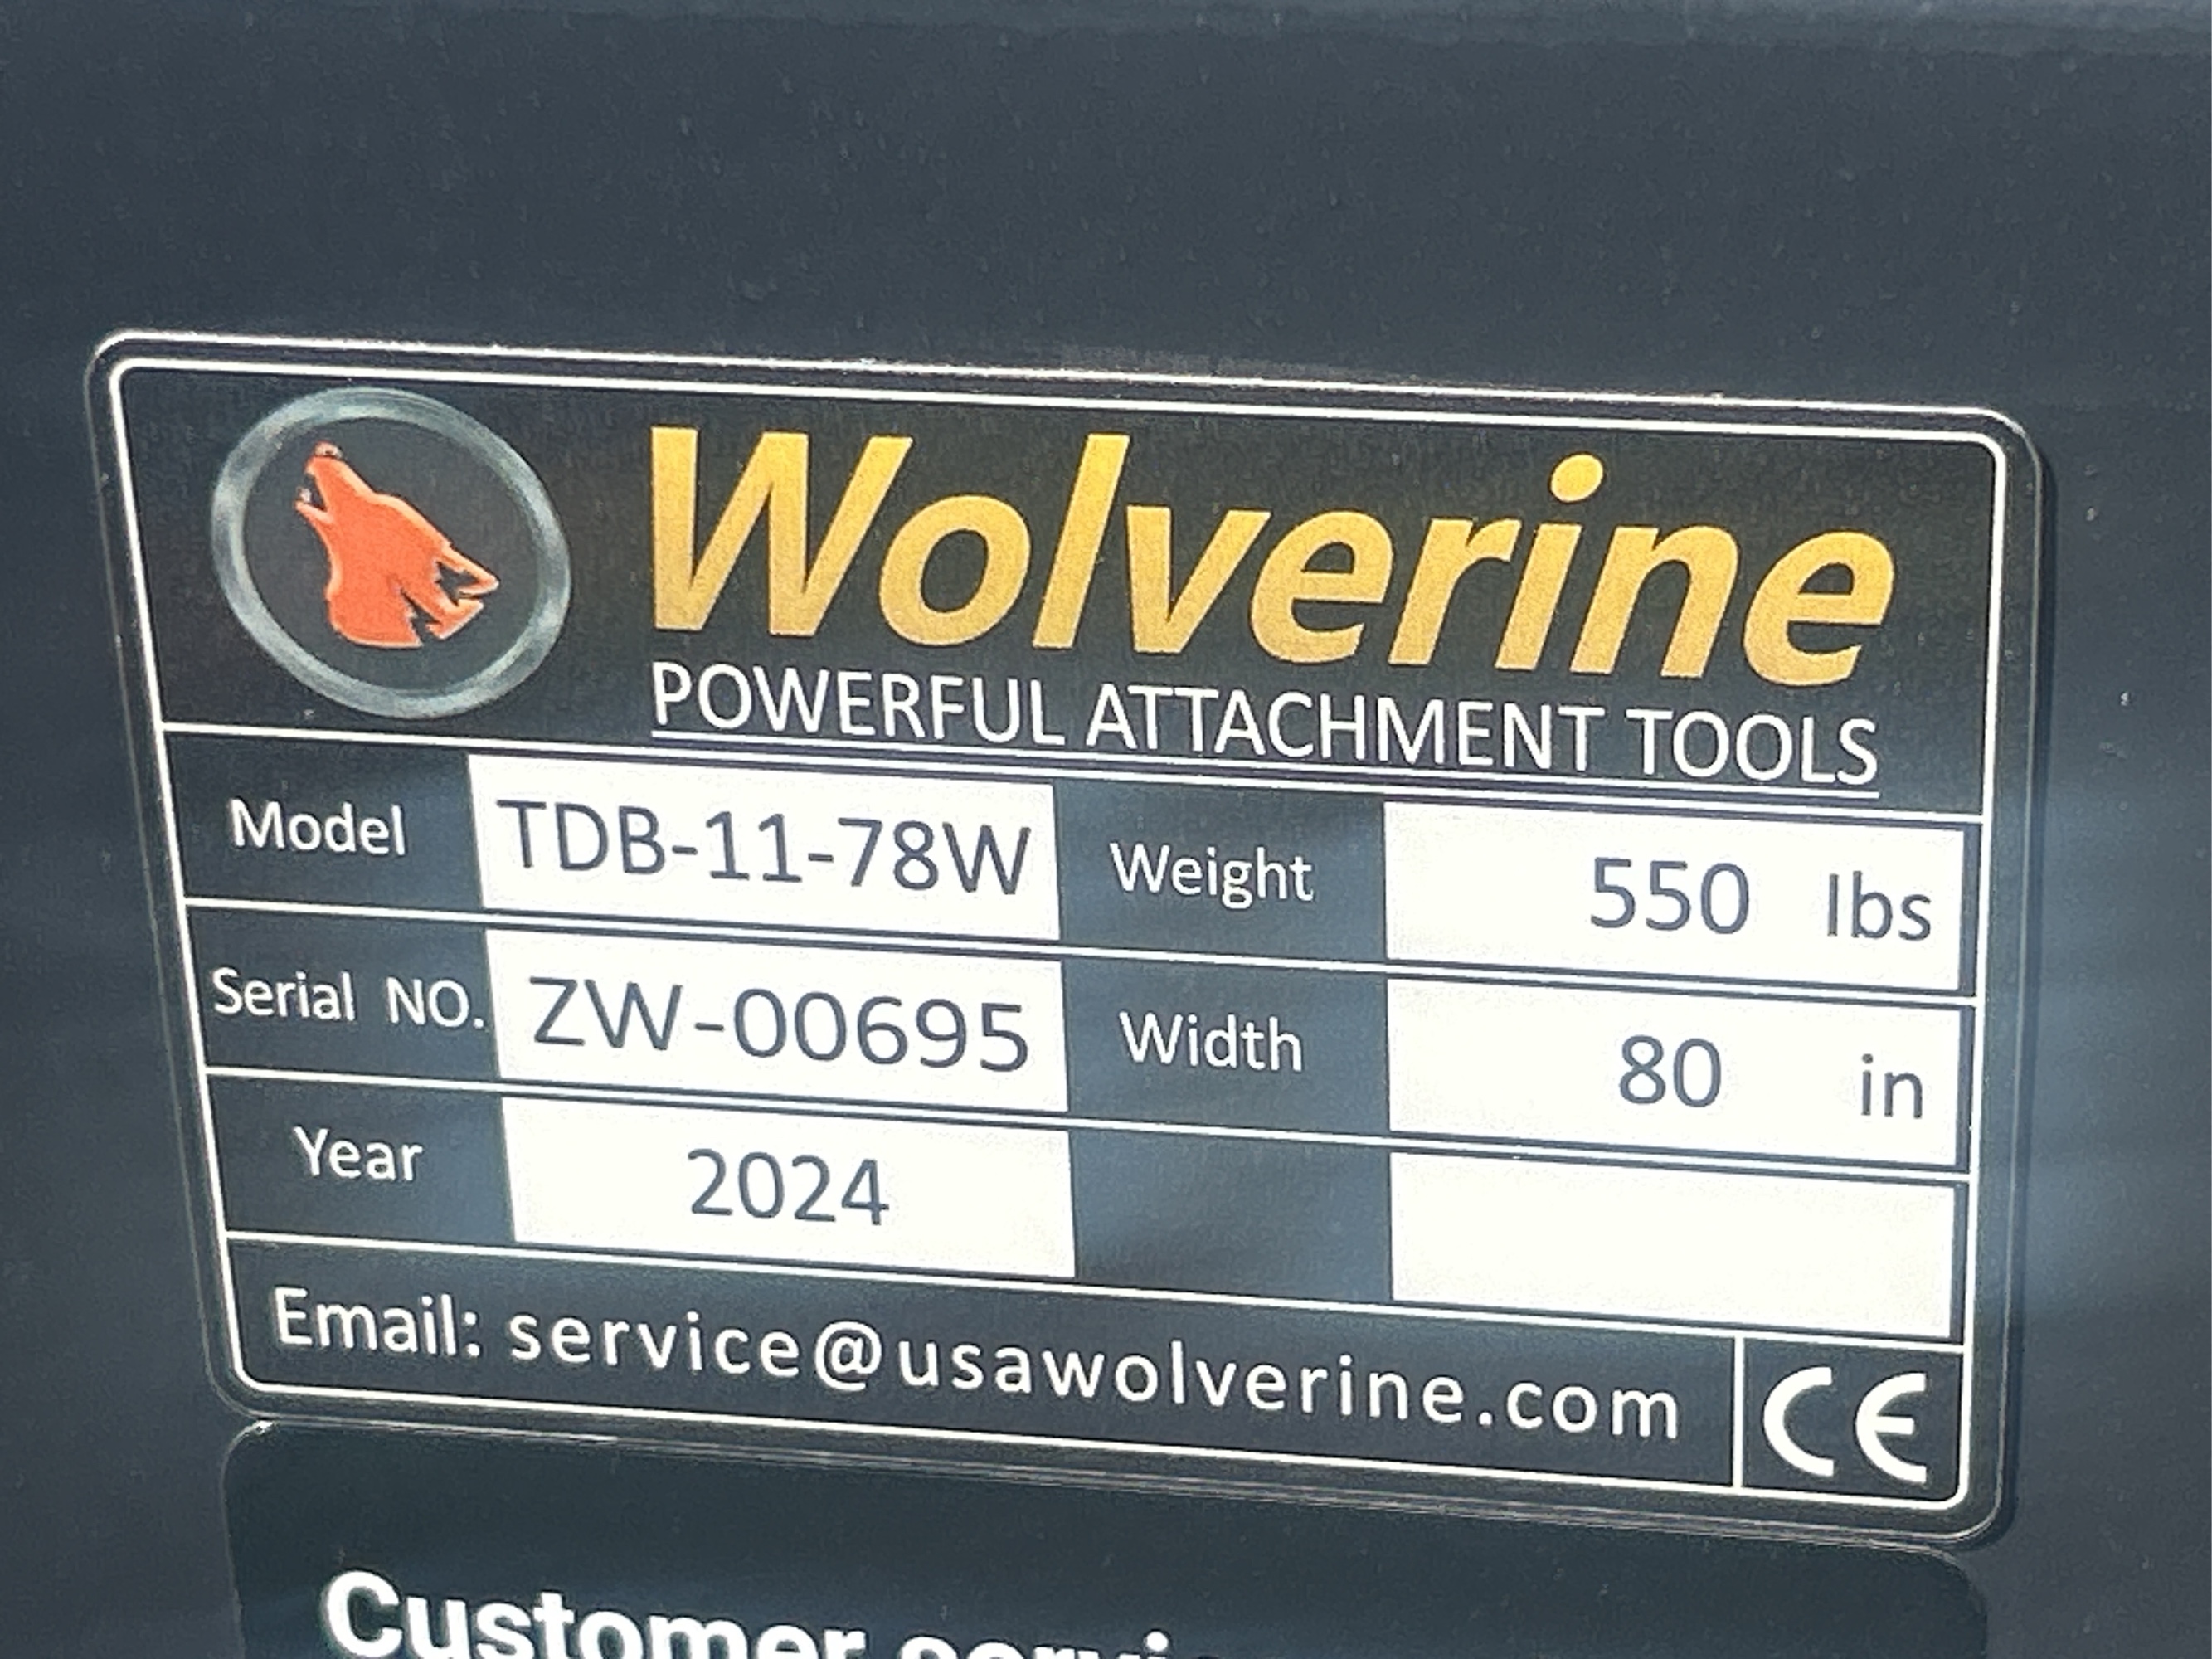 Wolverine
POWERFUL ATTACHMENT TOOLS
Model TDB-11-78W Weight 550 lbs
Serial NO. ZW-00695 Width 80 in
Year 2024
Email: service@usawolverine.com CE
Customer